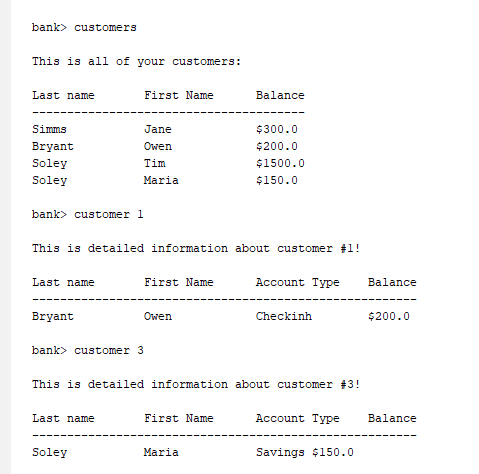 bank> customers
This is all of your customers:
Last name First Name Balance
---------------------------------------
Simms Jane $300.0
Bryant Owen $200.0
Soley Tim $1500.0
Soley Maria $150.0
bank> customer 1
This is detailed information about customer #1!
Last name First Name Account Type Balance
-------------------------------------------------------
Bryant Owen Checkinh $200.0
bank> customer 3
This is detailed information about customer #3!
Last name First Name Account Type Balance
-------------------------------------------------------
Soley Maria Savings $150.0